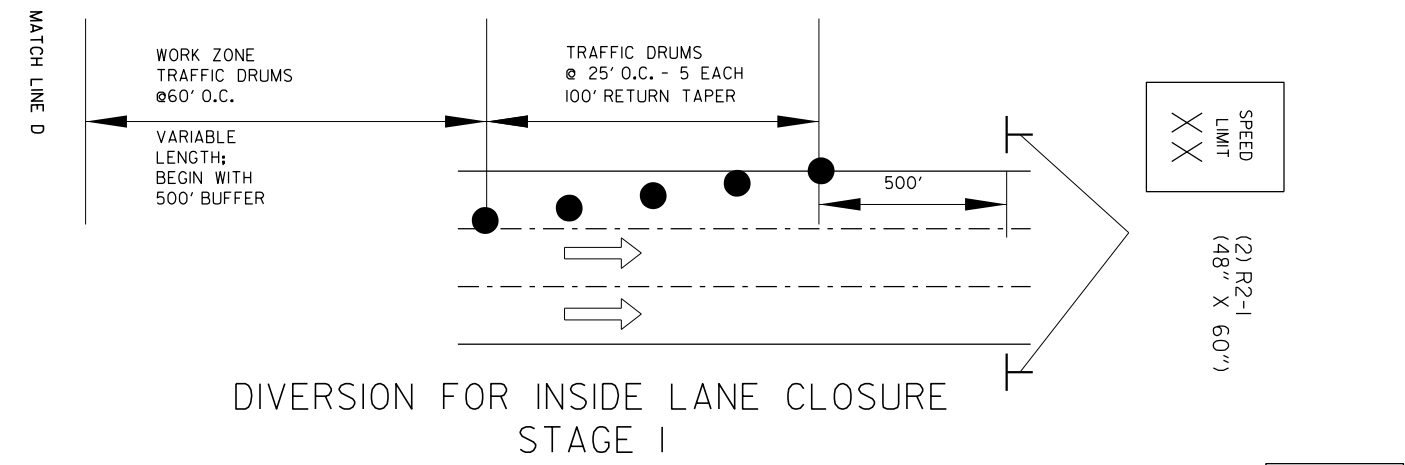 MATCH LINE D
WORK ZONE
TRAFFIC DRUMS
@60' O.C.
VARIABLE
LENGTH;
BEGIN WITH
500' BUFFER
TRAFFIC DRUMS
@ 25' O.C. - 5 EACH
100' RETURN TAPER
500'
SPEED
LIMIT
XX
(2) R2-1
(48" X 60")
DIVERSION FOR INSIDE LANE CLOSURE
STAGE 1